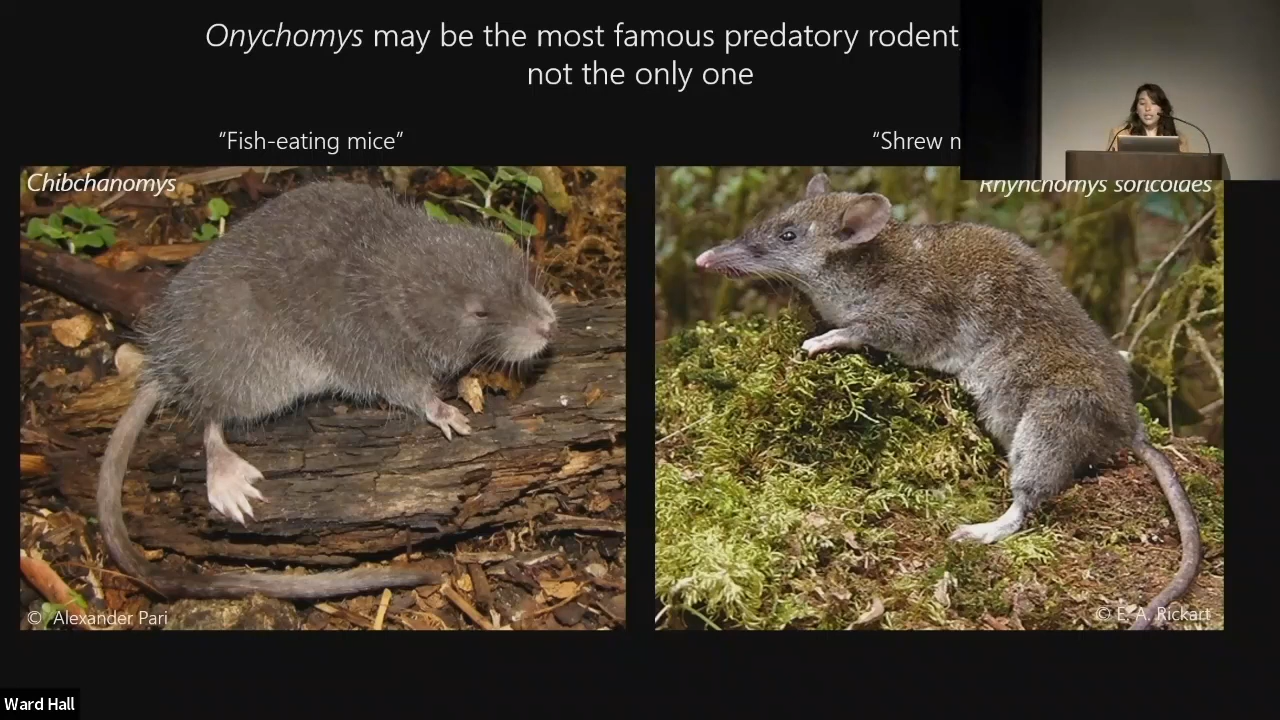 Onychomys may be the most famous predatory rodent
not the only one
"Fish-eating mice"
"Shrew
Chibchanomys
Rhynchomys soricoides
© Alexander Pari
© E. A. Rickart
Ward Hall